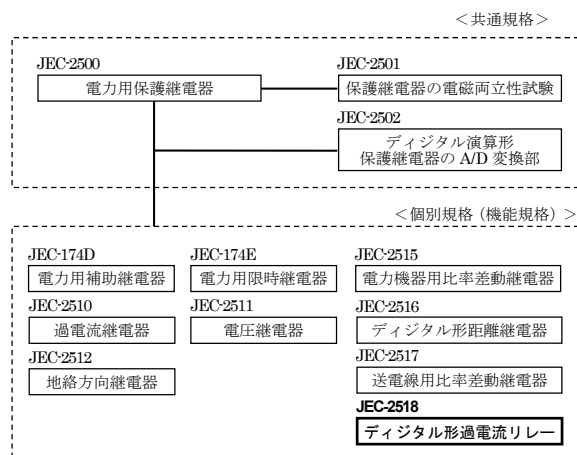 ＜共通規格＞
JEC-2500
電力用保護継電器
JEC-2501
保護継電器の電磁両立性試験
JEC-2502
ディジタル演算形
保護継電器の A/D 変換部
＜個別規格（機能規格）＞
JEC-174D
電力用補助継電器
JEC-174E
電力用限時継電器
JEC-2515
電力機器用比率差動継電器
JEC-2510
過電流継電器
JEC-2511
電圧継電器
JEC-2516
ディジタル形距離継電器
JEC-2512
地絡方向継電器
JEC-2517
送電線用比率差動継電器
JEC-2518
ディジタル形過電流リレー